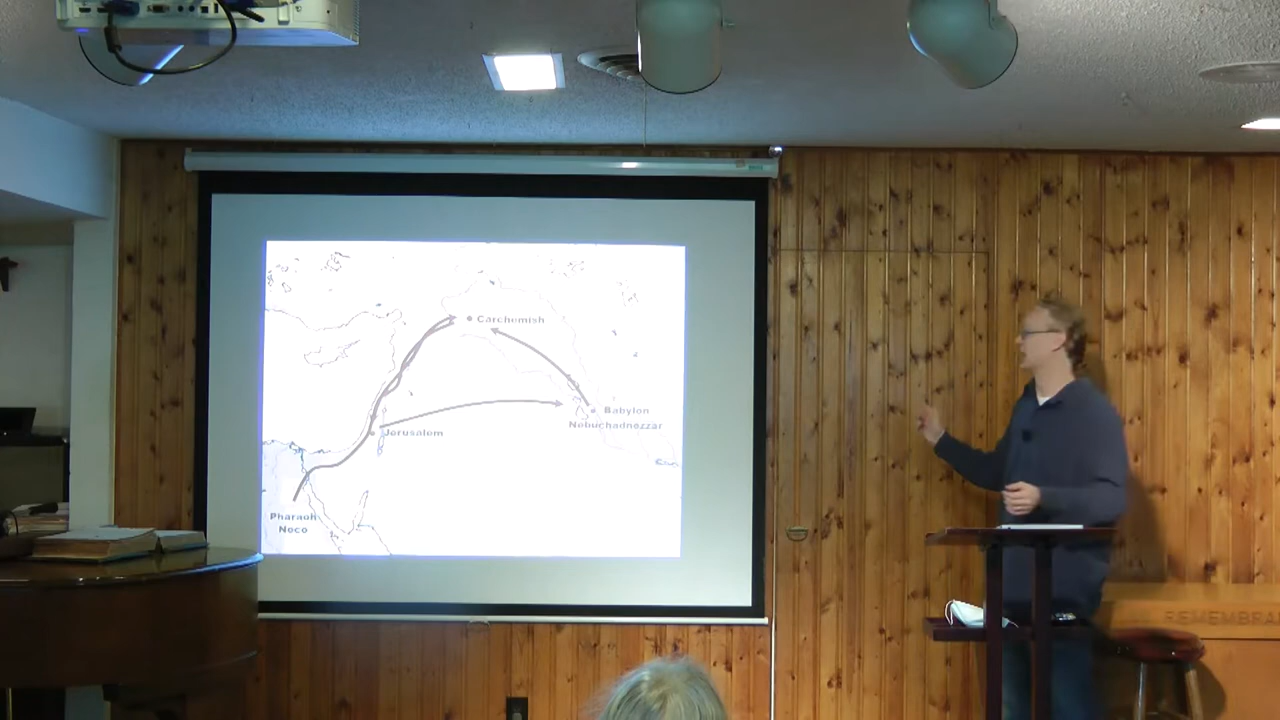 Carchemish
Babylon
Nebuchadnezzar
Jerusalem
Pharaoh
Neco
REMEMBRA